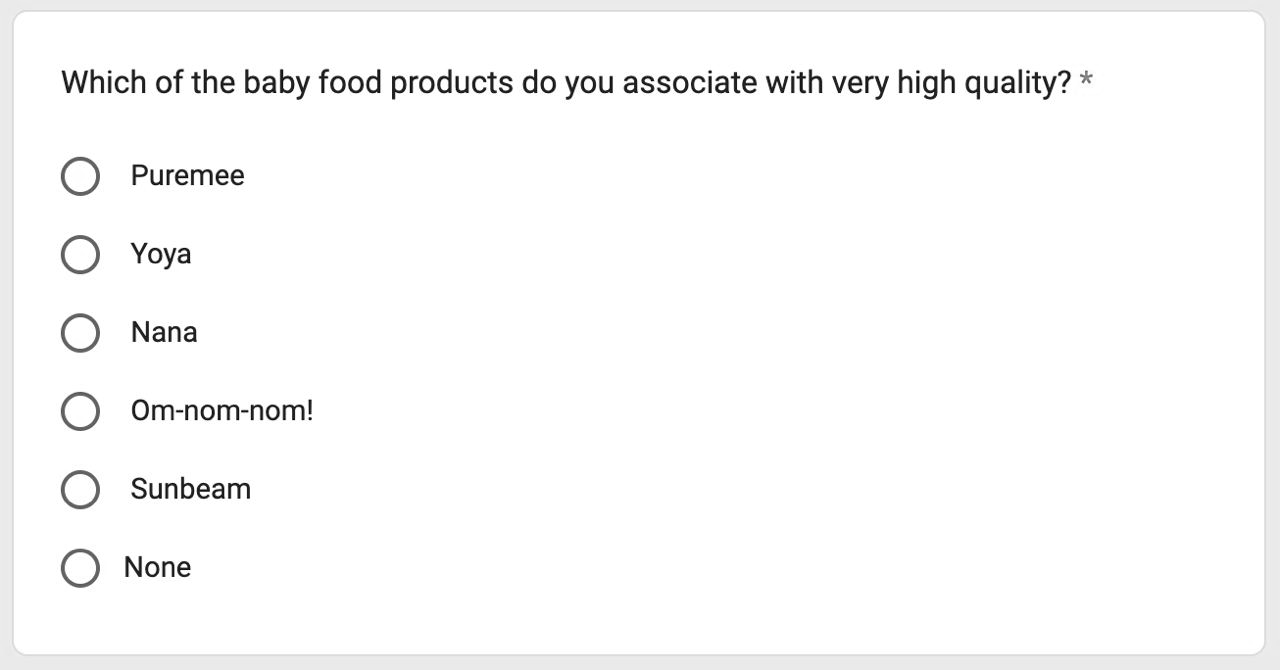 Which of the baby food products do you associate with very high quality? *
Puremee
Yoya
Nana
Om-nom-nom!
Sunbeam
None